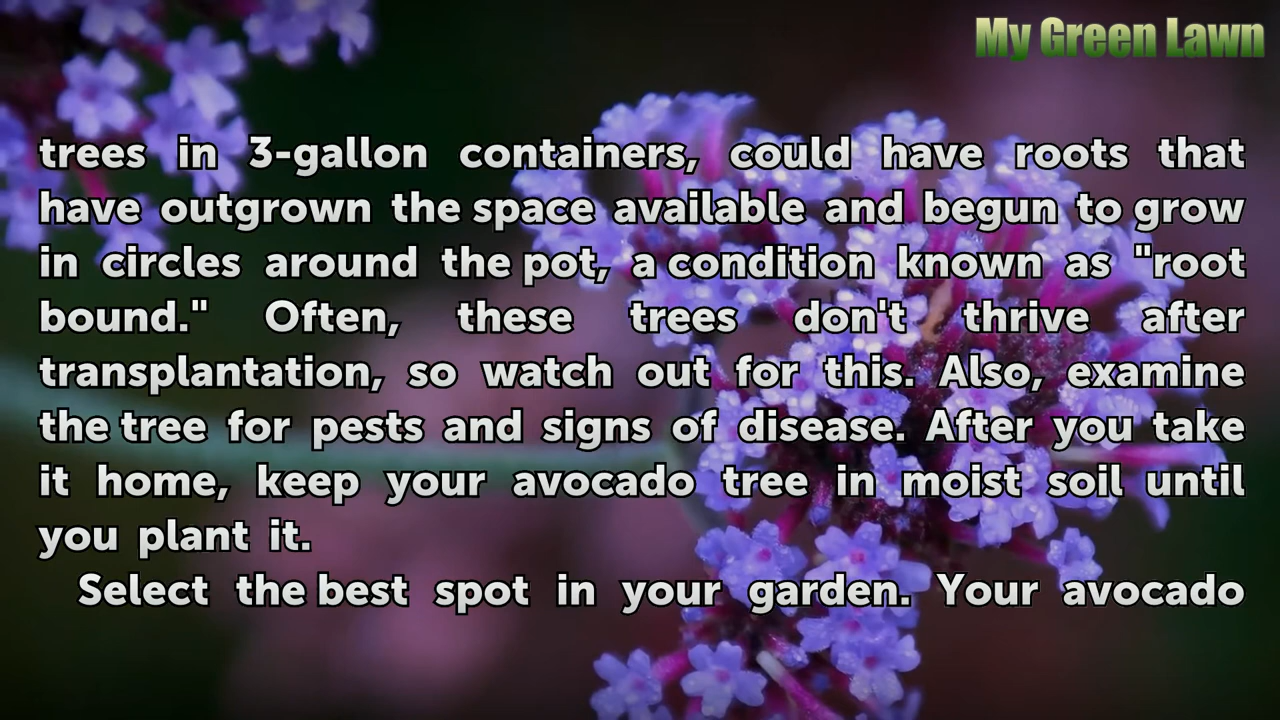 My Green Lawn
trees in 3-gallon containers, could have roots that
have outgrown the space available and begun to grow
in circles around the pot, a condition known as "root
bound." Often, these trees don't thrive after
transplantation, so watch out for this. Also, examine
the tree for pests and signs of disease. After you take
it home, keep your avocado tree in moist soil until
you plant it.
Select the best spot in your garden. Your avocado